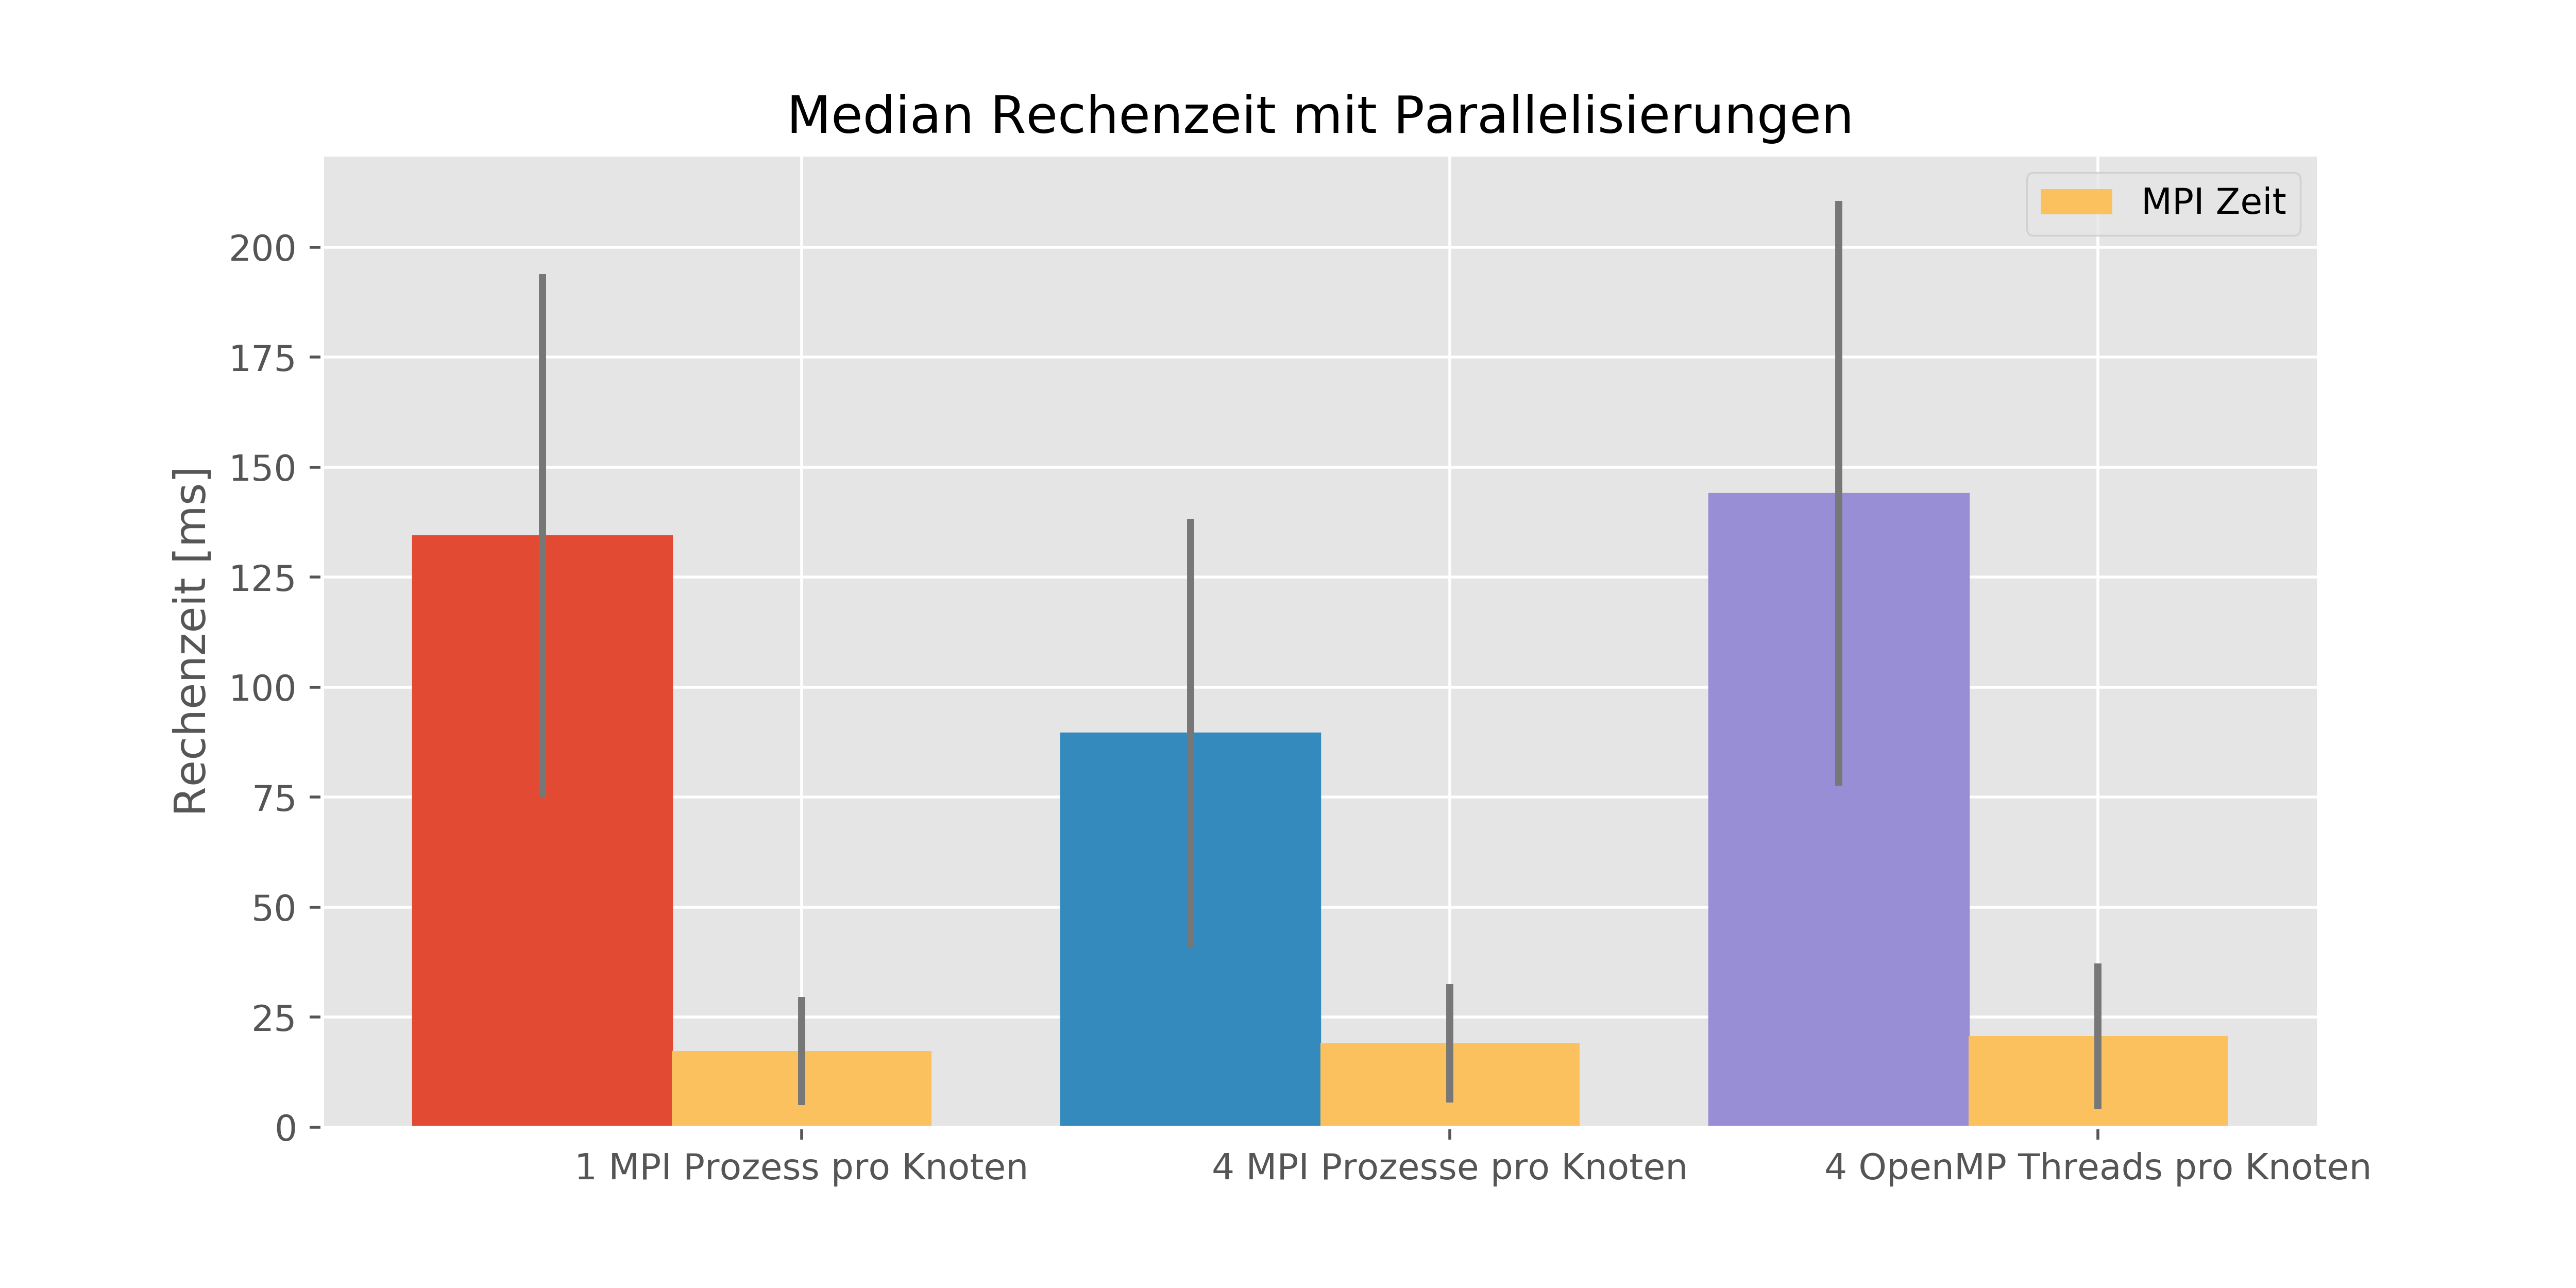 Median Rechenzeit mit Parallelisierungen
MPI Zeit
Rechenzeit [ms]
200
175
150
125
100
75
50
25
0
1 MPI Prozess pro Knoten
4 MPI Prozesse pro Knoten
4 OpenMP Threads pro Knoten